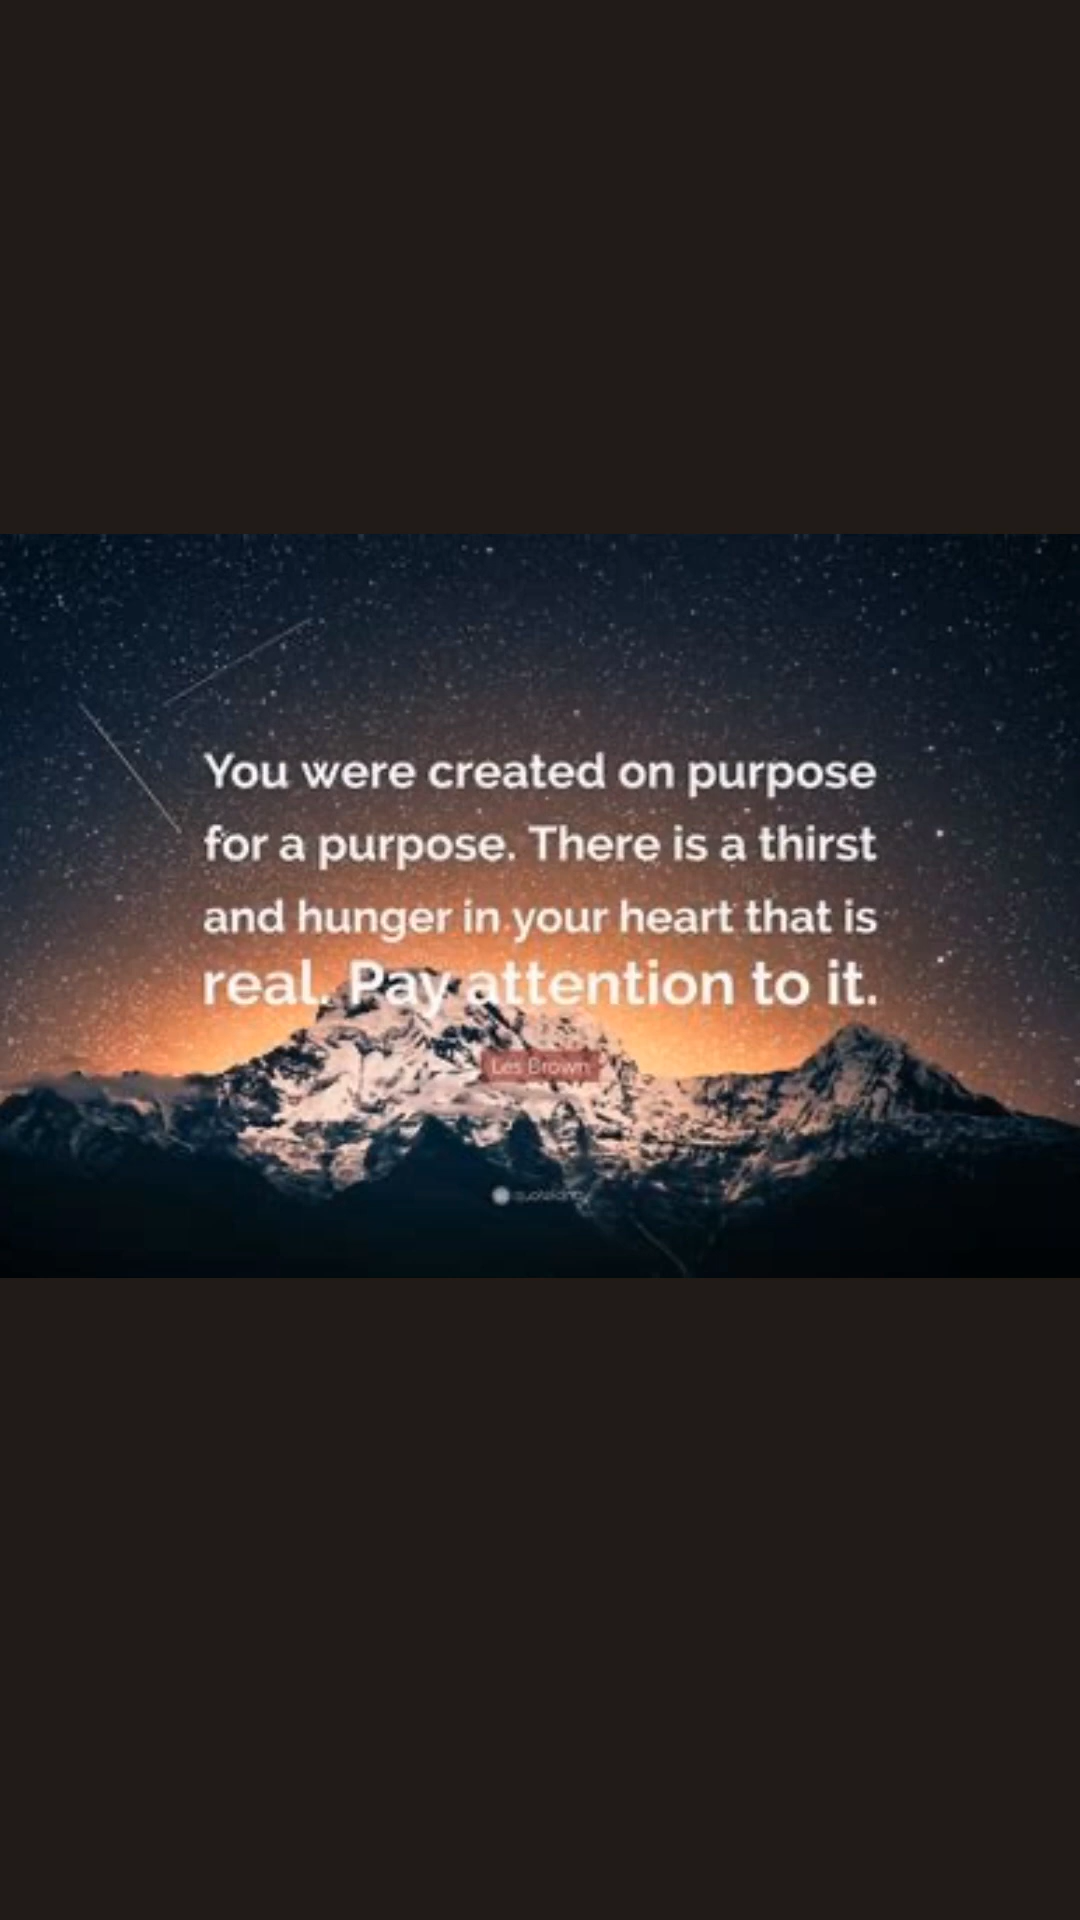 You were created on purpose
for a purpose. There is a thirst
and hunger in your heart that is
real. Pay attention to it.
Les Brown
quotefancy